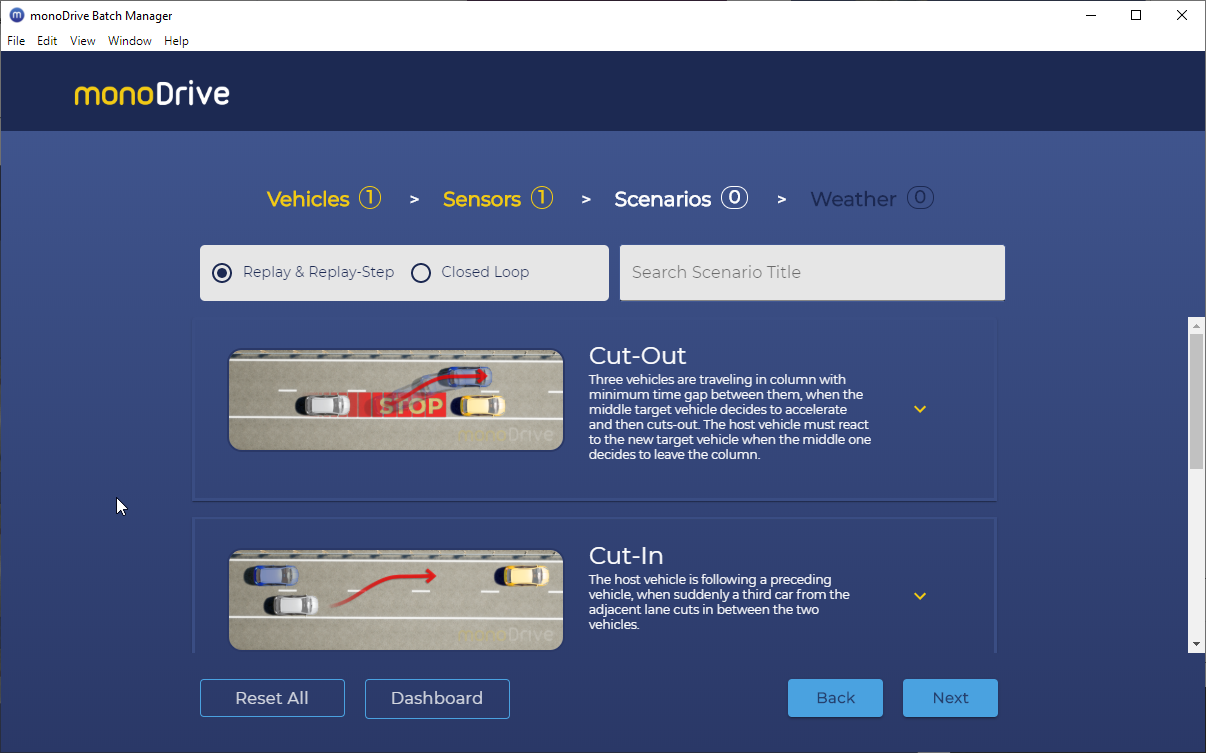 monoDrive Batch Manager
File Edit View Window Help
monoDrive
Vehicles 1 > Sensors 1 > Scenarios 0 > Weather 0
Replay & Replay-Step Closed Loop Search Scenario Title
Cut-Out
Three vehicles are traveling in column with
minimum time gap between them, when the
middle target vehicle decides to accelerate
and then cuts-out. The host vehicle must react
to the new target vehicle when the middle one
decides to leave the column.
STOP
monoDrive
Cut-In
The host vehicle is following a preceding
vehicle, when suddenly a third car from the
adjacent lane cuts in between the two
vehicles.
monoDrive
Reset All Dashboard Back Next